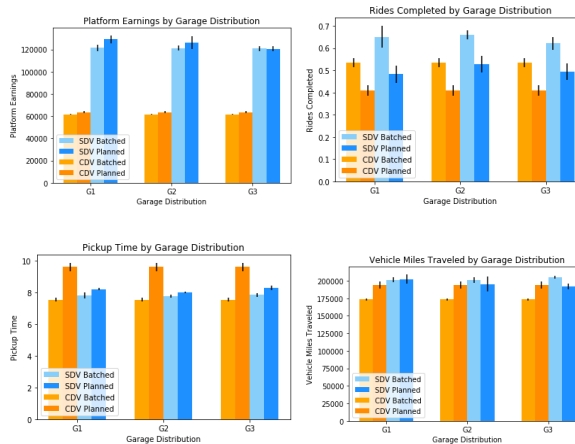 Platform Earnings by Garage Distribution
120000
100000
80000
60000
40000
20000
0
Platform Earnings
SDV Batched
SDV Planned
CDV Batched
CDV Planned
G1
G2
G3
Garage Distribution
Rides Completed by Garage Distribution
0.7
0.6
0.5
0.4
0.3
0.2
0.1
0.0
Rides Completed
SDV Batched
SDV Planned
CDV Batched
CDV Planned
G1
G2
G3
Garage Distribution
Pickup Time by Garage Distribution
10
8
6
4
2
0
Pickup Time
CDV Batched
CDV Planned
SDV Batched
SDV Planned
G1
G2
G3
Garage Distribution
Vehicle Miles Traveled by Garage Distribution
200000
175000
150000
125000
100000
75000
50000
25000
0
Vehicle Miles Traveled
SDV Batched
SDV Planned
CDV Batched
CDV Planned
G1
G2
G3
Garage Distribution